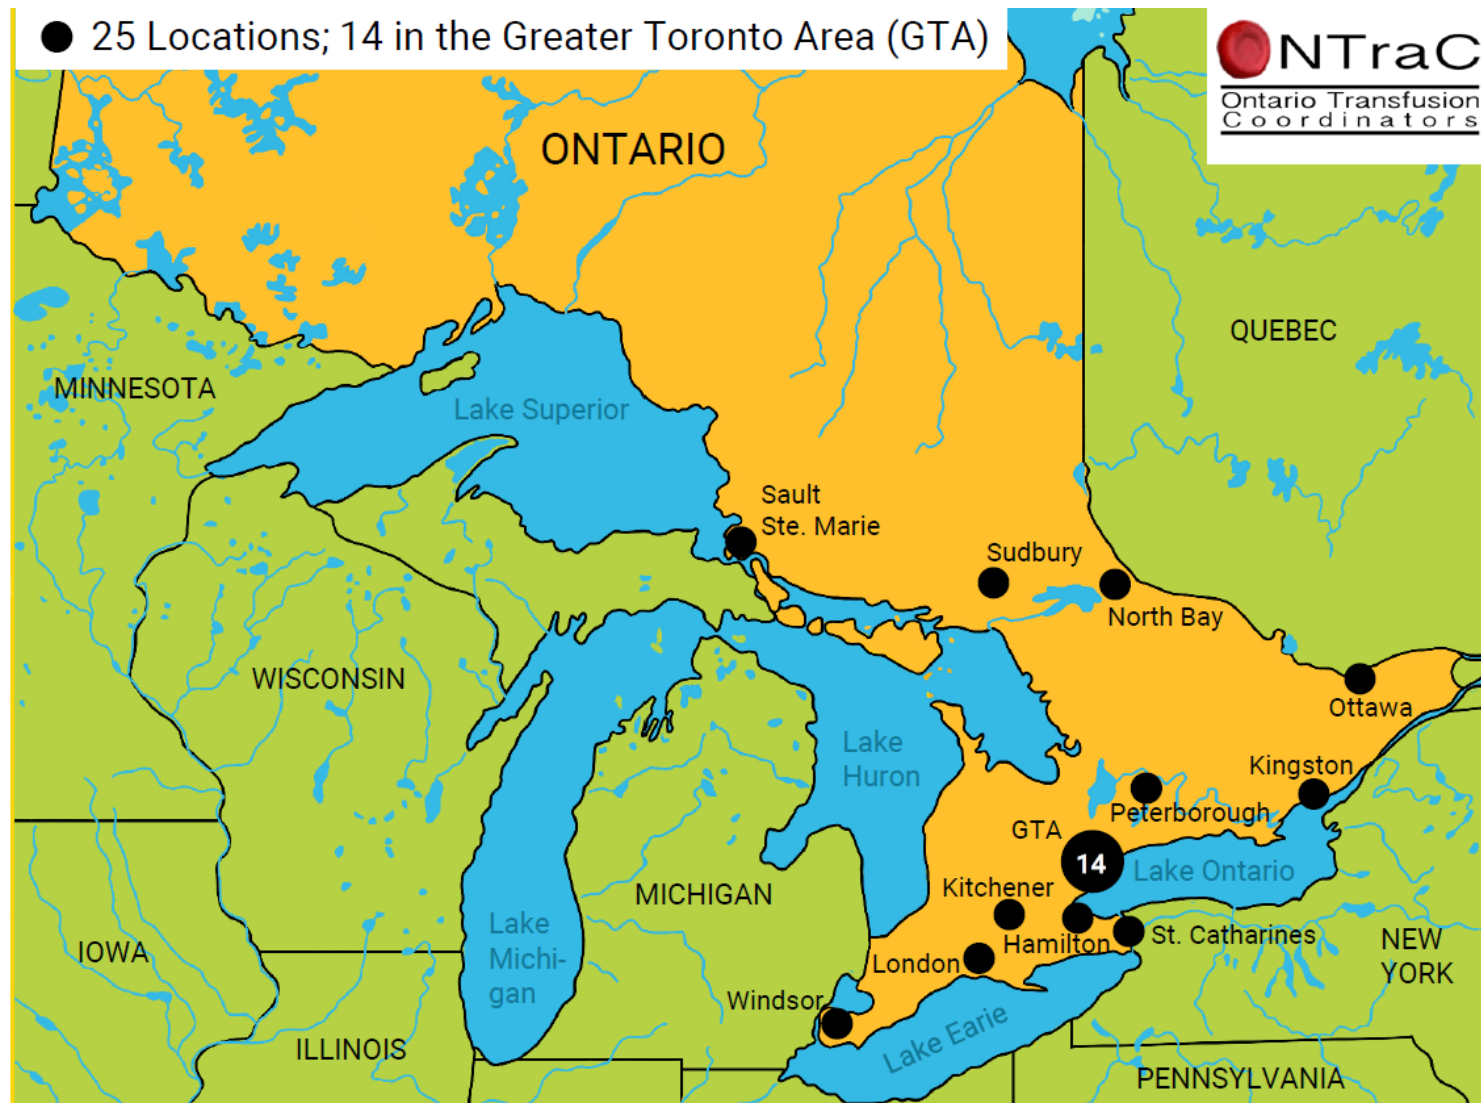 25 Locations; 14 in the Greater Toronto Area (GTA)
ONTraC
Ontario Transfusion
Coordinators
ONTARIO
QUEBEC
MINNESOTA
Lake Superior
Sault
Ste. Marie
Sudbury
North Bay
WISCONSIN
Ottawa
Lake
Huron
Kingston
Peterborough
GTA
14
Lake Ontario
Kitchener
MICHIGAN
Lake
Michi-
gan
IOWA
Hamilton
St. Catharines
NEW
YORK
London
Windsor
Lake Earie
ILLINOIS
PENNSYLVANIA